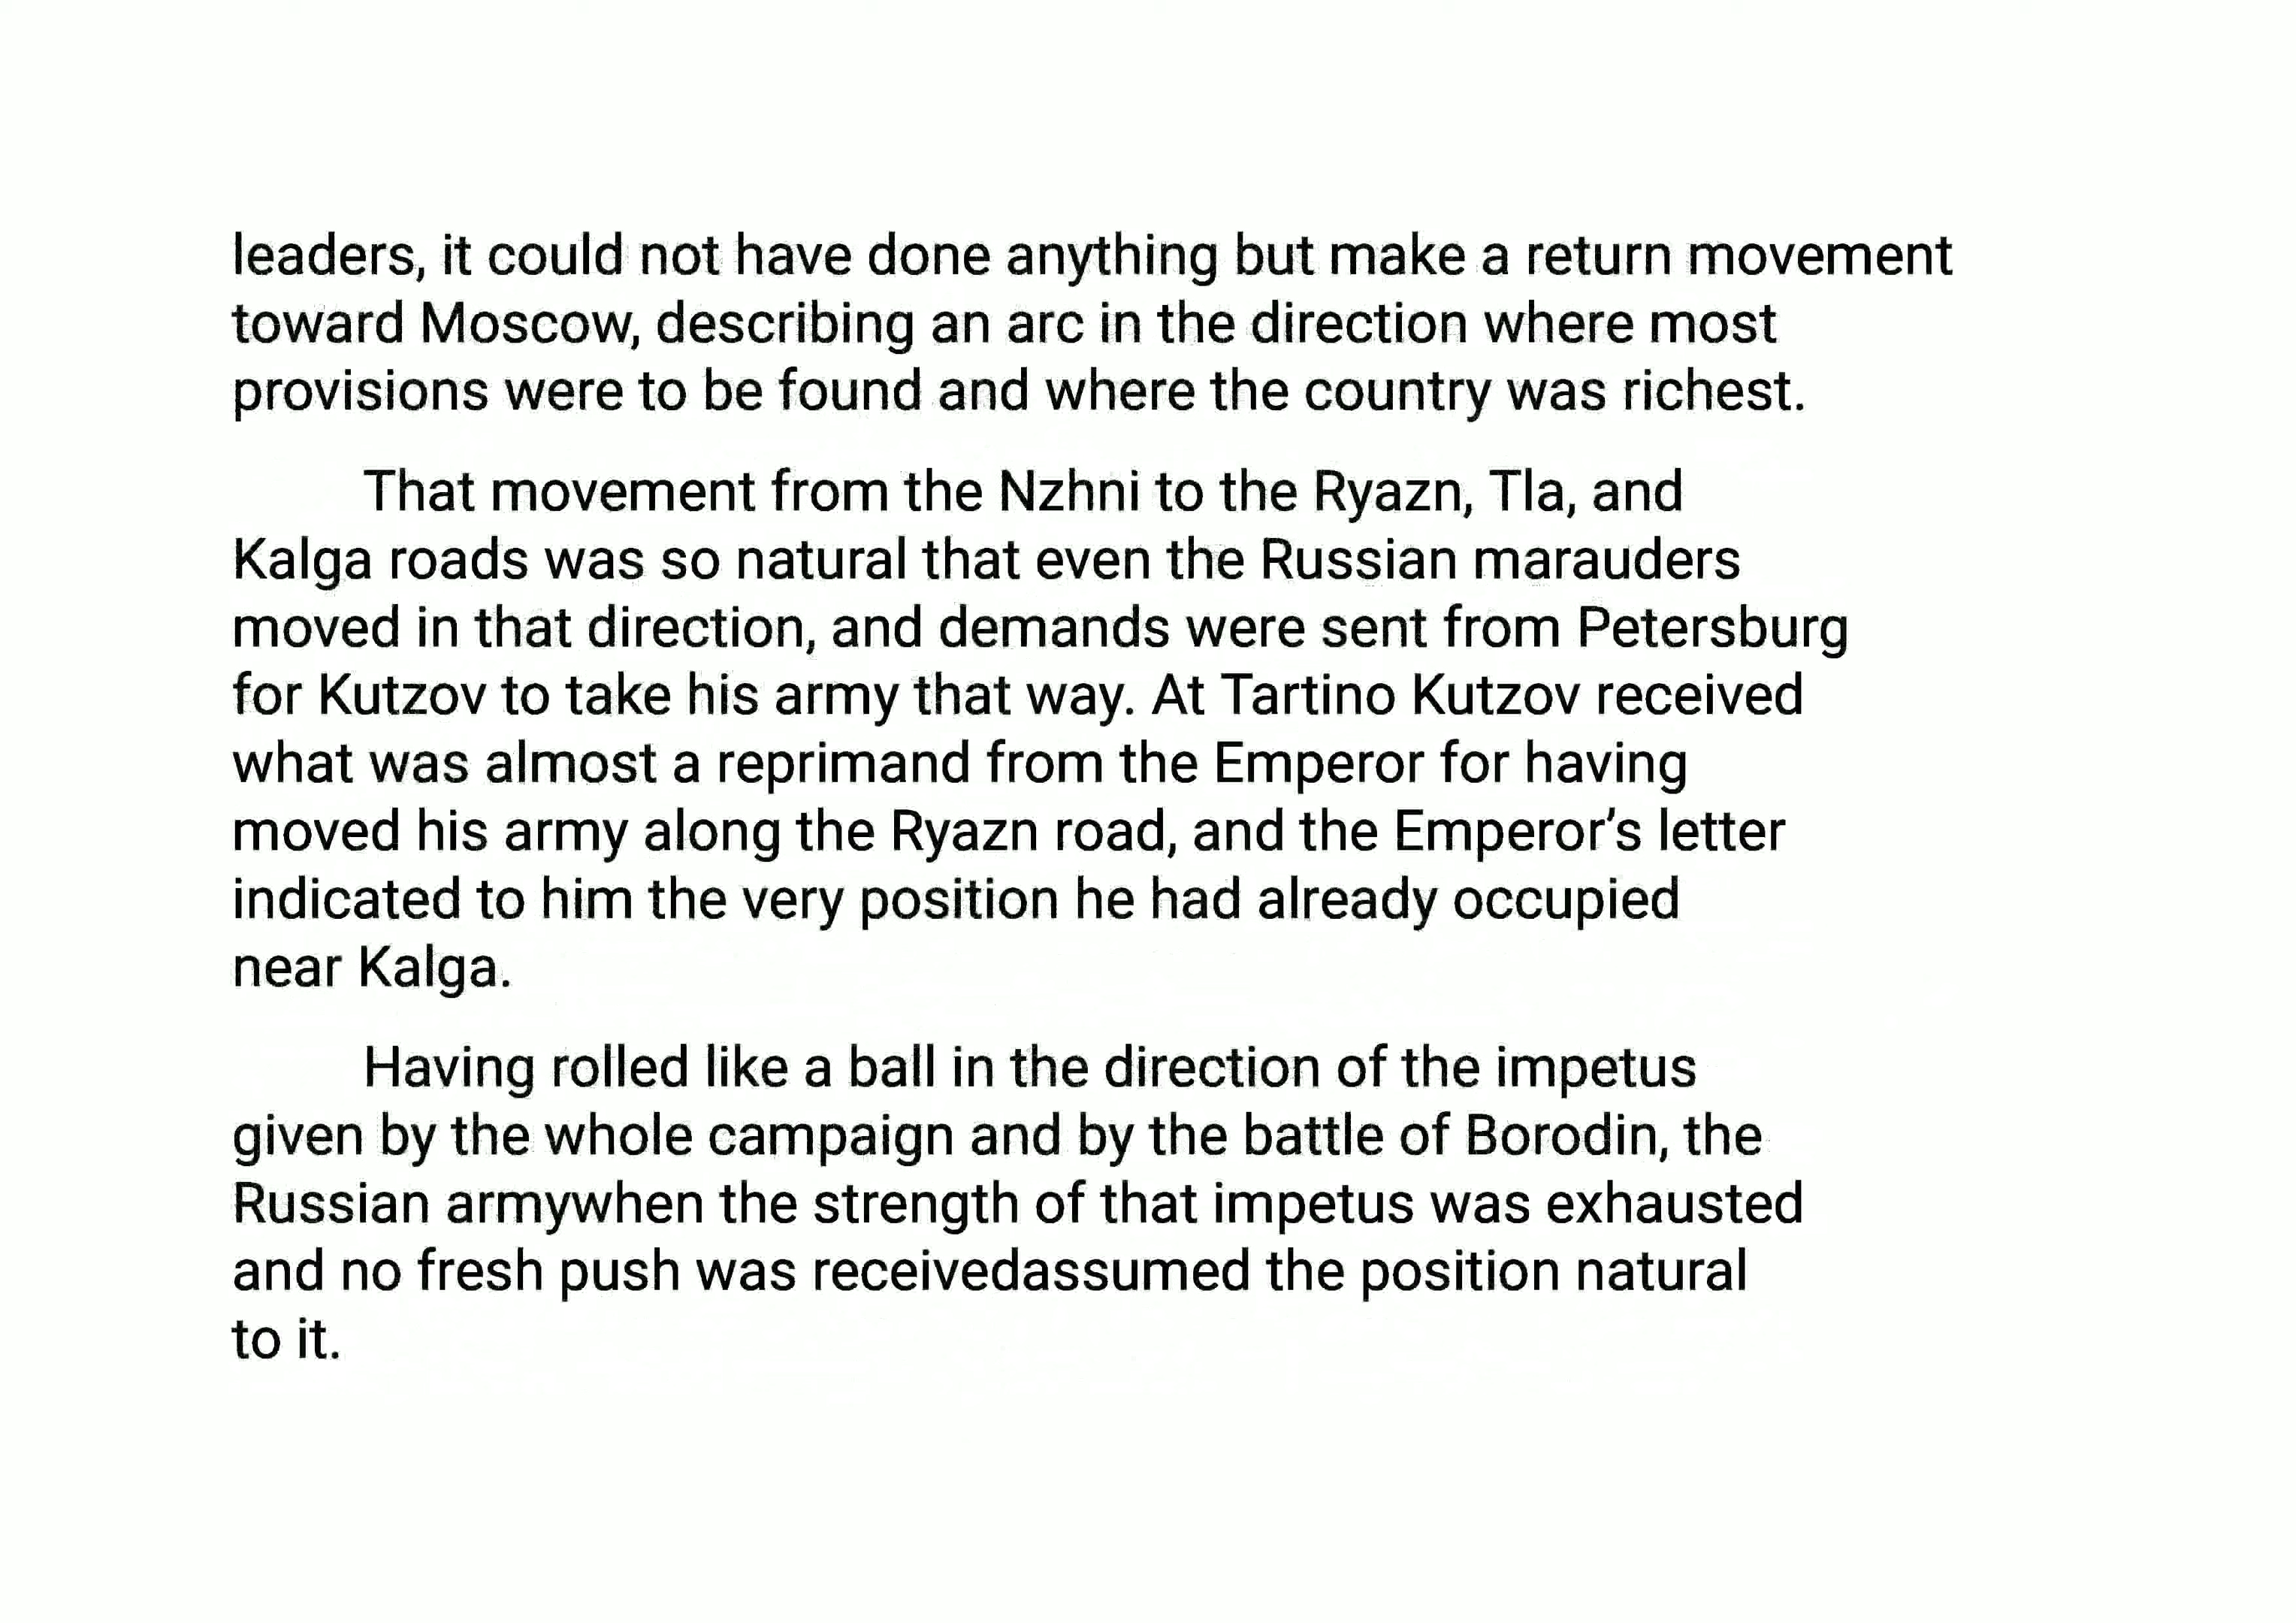 leaders, it could not have done anything but make a return movement
toward Moscow, describing an arc in the direction where most
provisions were to be found and where the country was richest.
That movement from the Nzhni to the Ryazn, Tla, and
Kalga roads was so natural that even the Russian marauders
moved in that direction, and demands were sent from Petersburg
for Kutzov to take his army that way. At Tartino Kutzov received
what was almost a reprimand from the Emperor for having
moved his army along the Ryazn road, and the Emperor’s letter
indicated to him the very position he had already occupied
near Kalga.
Having rolled like a ball in the direction of the impetus
given by the whole campaign and by the battle of Borodin, the
Russian armywhen the strength of that impetus was exhausted
and no fresh push was receivedassumed the position natural
to it.